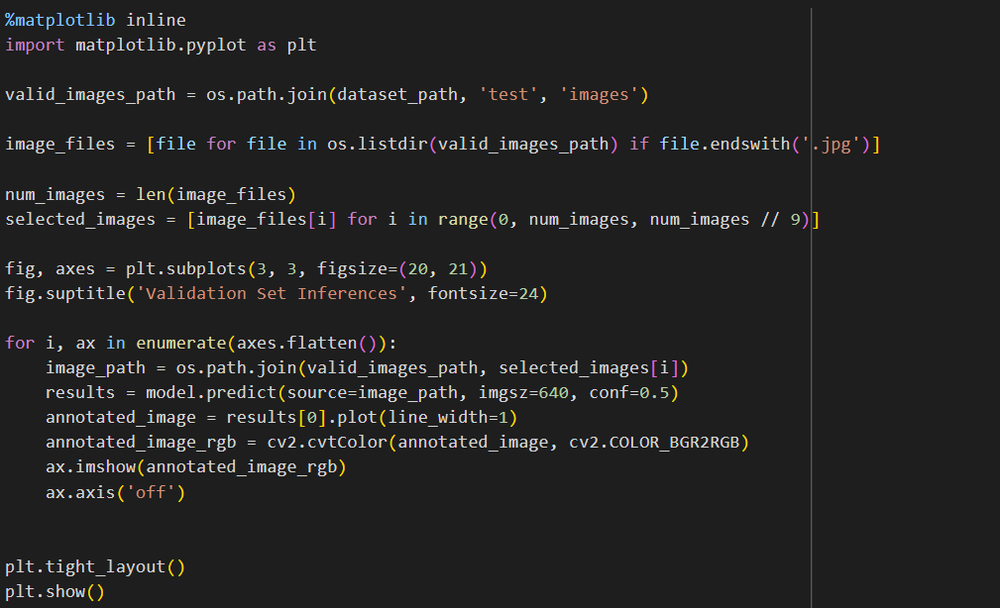 %matplotlib inline
import matplotlib.pyplot as plt
valid_images_path = os.path.join(dataset_path, 'test', 'images')
image_files = [file for file in os.listdir(valid_images_path) if file.endswith('.jpg')]
num_images = len(image_files)
selected_images = [image_files[i] for i in range(0, num_images, num_images // 9)]
fig, axes = plt.subplots(3, 3, figsize=(20, 21))
fig.suptitle('Validation Set Inferences', fontsize=24)
for i, ax in enumerate(axes.flatten()):
    image_path = os.path.join(valid_images_path, selected_images[i])
    results = model.predict(source=image_path, imgsz=640, conf=0.5)
    annotated_image = results[0].plot(line_width=1)
    annotated_image_rgb = cv2.cvtColor(annotated_image, cv2.COLOR_BGR2RGB)
    ax.imshow(annotated_image_rgb)
    ax.axis('off')
plt.tight_layout()
plt.show()